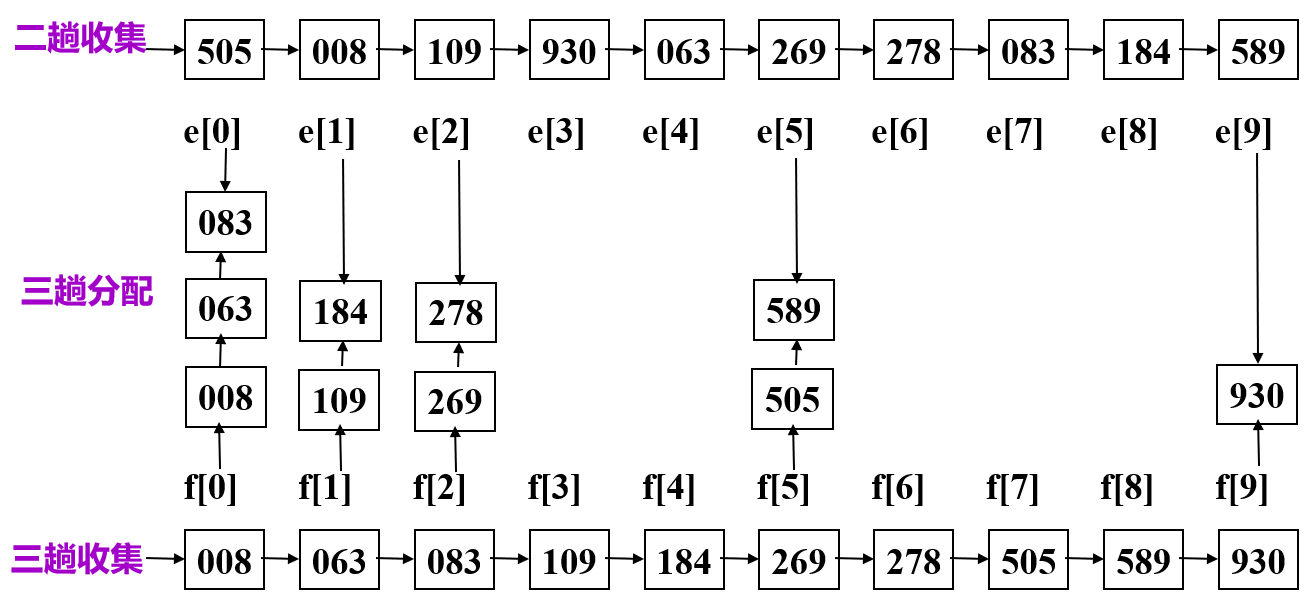 二趟收集 505 008 109 930 063 269 278 083 184 589
e[0] e[1] e[2] e[3] e[4] e[5] e[6] e[7] e[8] e[9]
083
三趟分配 063 184 278 589
008 109 269 505 930
f[0] f[1] f[2] f[3] f[4] f[5] f[6] f[7] f[8] f[9]
三趟收集 008 063 083 109 184 269 278 505 589 930